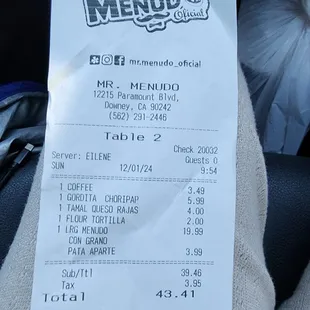 MENUDO
Oficial
mr.menudo_oficial
MR. MENUDO
12215 Paramount Blvd,
Downey, CA 90242
(562) 291-2446
Table 2
Check 20032
Server: EILENE Guests 0
SUN 12/01/24 9:54
1 COFFEE 3.49
1 GORDITA CHORIPAP 5.99
1 TAMAL QUESO RAJAS 4.00
1 FLOUR TORTILLA 2.00
1 LRG MENUDO 19.99
CON GRANO
PATA APARTE 3.99
Sub/Ttl 39.46
Tax 3.95
Total 43.41